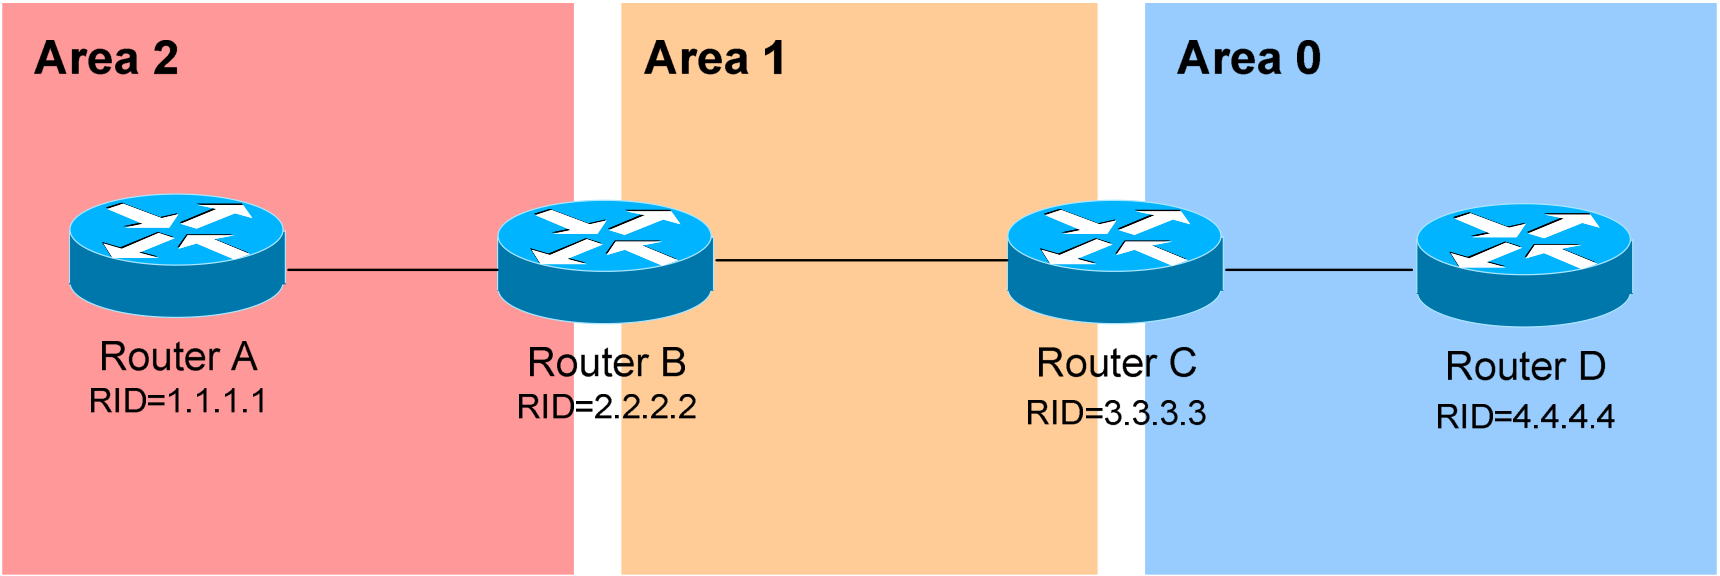 Area 2
Area 1
Area 0
Router A
RID=1.1.1.1
Router B
RID=2.2.2.2
Router C
RID=3.3.3.3
Router D
RID=4.4.4.4